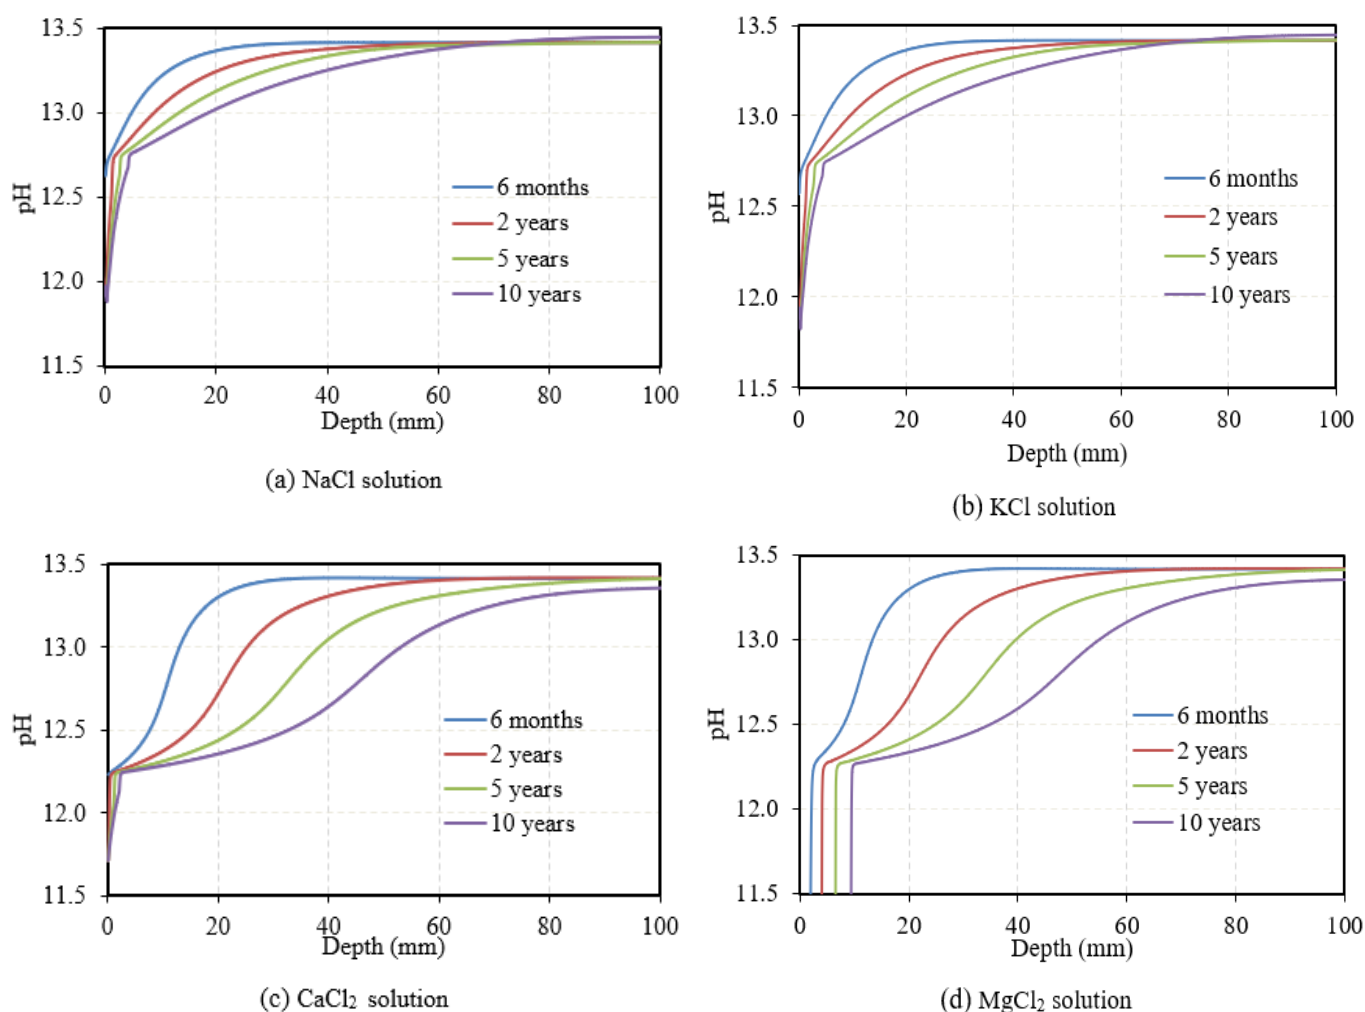 13.5
13.0
12.5
12.0
11.5
pH
6 months
2 years
5 years
10 years
0 20 40 60 80 100
Depth (mm)
(a) NaCl solution
13.5
13.0
12.5
12.0
11.5
pH
6 months
2 years
5 years
10 years
0 20 40 60 80 100
Depth (mm)
(b) KCl solution
13.5
13.0
12.5
12.0
11.5
pH
6 months
2 years
5 years
10 years
0 20 40 60 80 100
Depth (mm)
(c) CaCl₂ solution
13.5
13.0
12.5
12.0
11.5
pH
6 months
2 years
5 years
10 years
0 20 40 60 80 100
Depth (mm)
(d) MgCl₂ solution